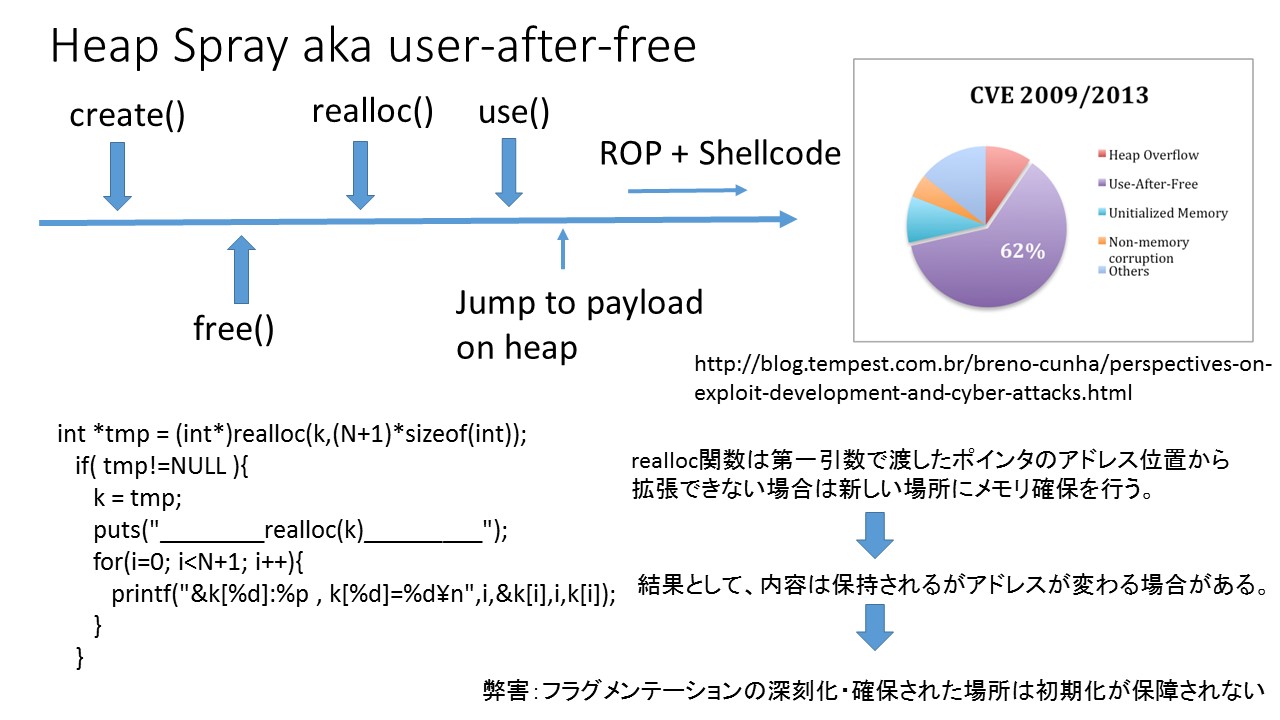 Heap Spray aka user-after-free
create()
realloc()
use()
ROP + Shellcode
free()
Jump to payload
on heap
CVE 2009/2013
Heap Overflow
Use-After-Free
Unitialized Memory
Non-memory
corruption
Others
62%
http://blog.tempest.com.br/breno-cunha/perspectives-on-
exploit-development-and-cyber-attacks.html
int *tmp = (int*)realloc(k,(N+1)*sizeof(int));
if( tmp!=NULL ){
k = tmp;
puts("________realloc(k)_________");
for(i=0; i<N+1; i++){
printf("&k[%d]:%p , k[%d]=%d¥n",i,&k[i],i,k[i]);
}
}
realloc関数は第一引数で渡したポインタのアドレス位置から
拡張できない場合は新しい場所にメモリ確保を行う。
結果として、内容は保持されるがアドレスが変わる場合がある。
弊害：フラグメンテーションの深刻化・確保された場所は初期化が保障されない